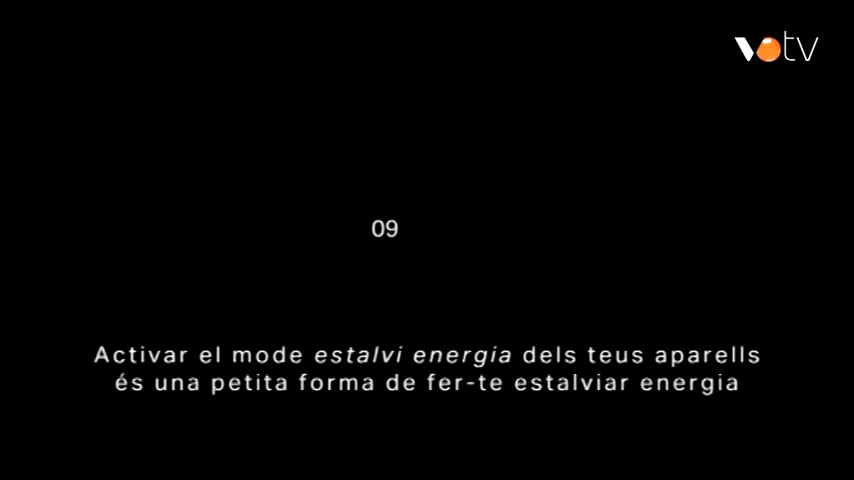 votv
09
Activar el mode estalvi energia dels teus aparells
és una petita forma de fer-te estalviar energia